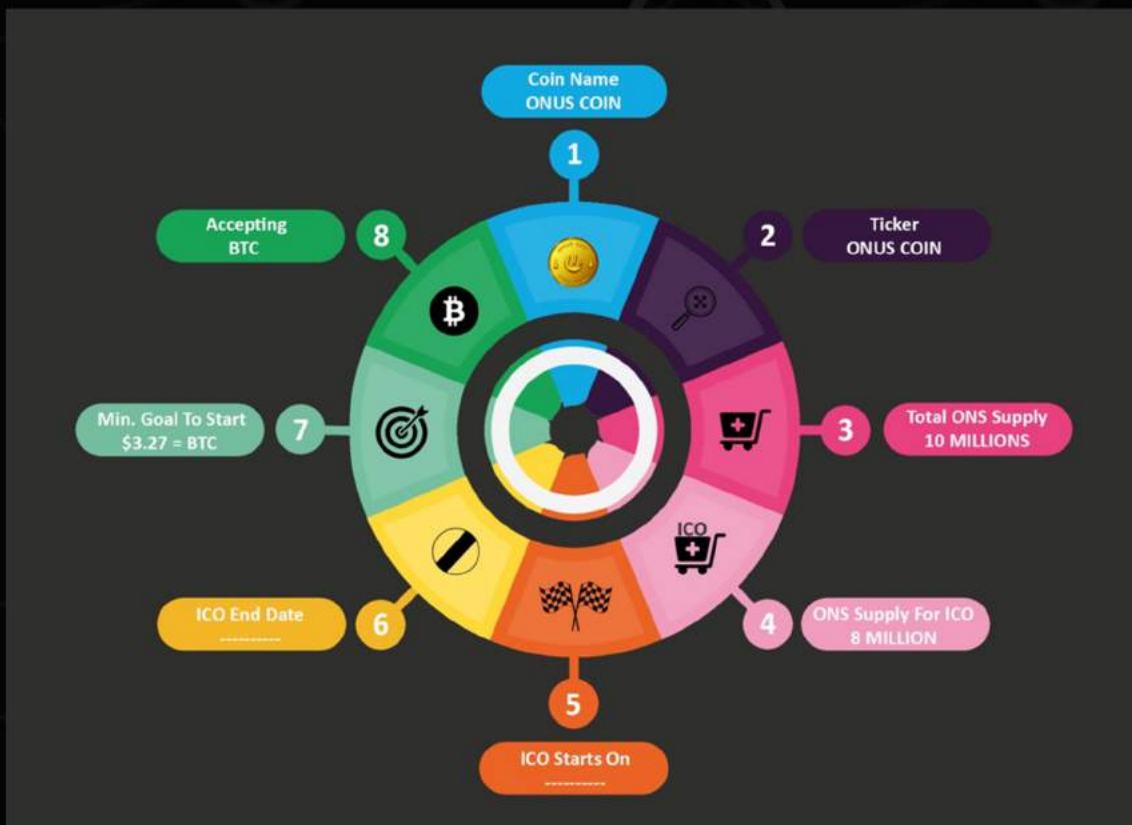 Coin Name
ONUS COIN
1
Accepting
BTC
8
2
Ticker
ONUS COIN
Min. Goal To Start
$3.27 = BTC
7
3
Total ONS Supply
10 MILLIONS
ICO
ICO End Date
----------
6
4
ONS Supply For ICO
8 MILLION
5
ICO Starts On
----------